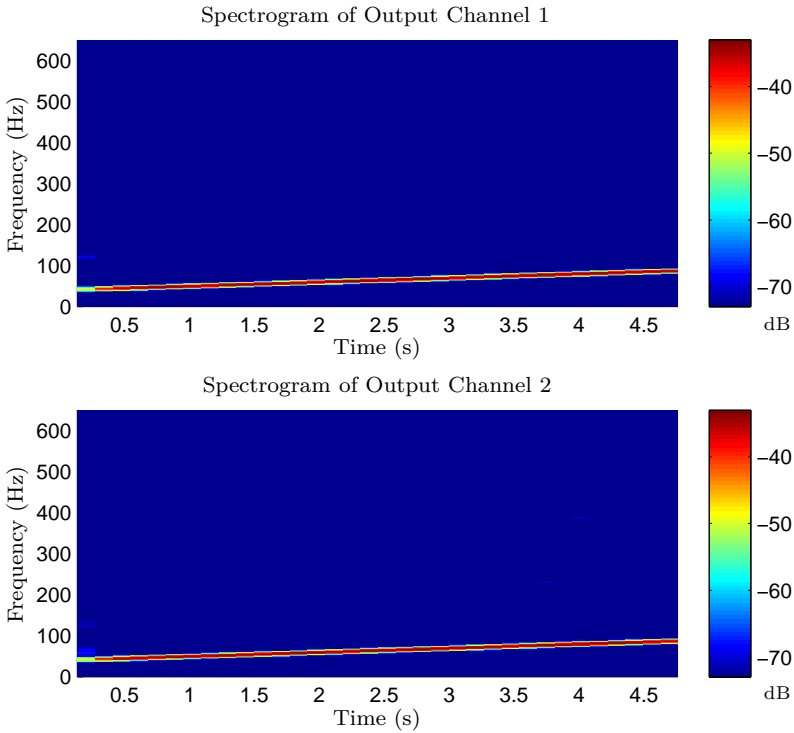 Spectrogram of Output Channel 1
Frequency (Hz)
600
500
400
300
200
100
0
0.5 1 1.5 2 2.5 3 3.5 4 4.5
Time (s)
−40
−50
−60
−70
dB
Spectrogram of Output Channel 2
Frequency (Hz)
600
500
400
300
200
100
0
0.5 1 1.5 2 2.5 3 3.5 4 4.5
Time (s)
−40
−50
−60
−70
dB